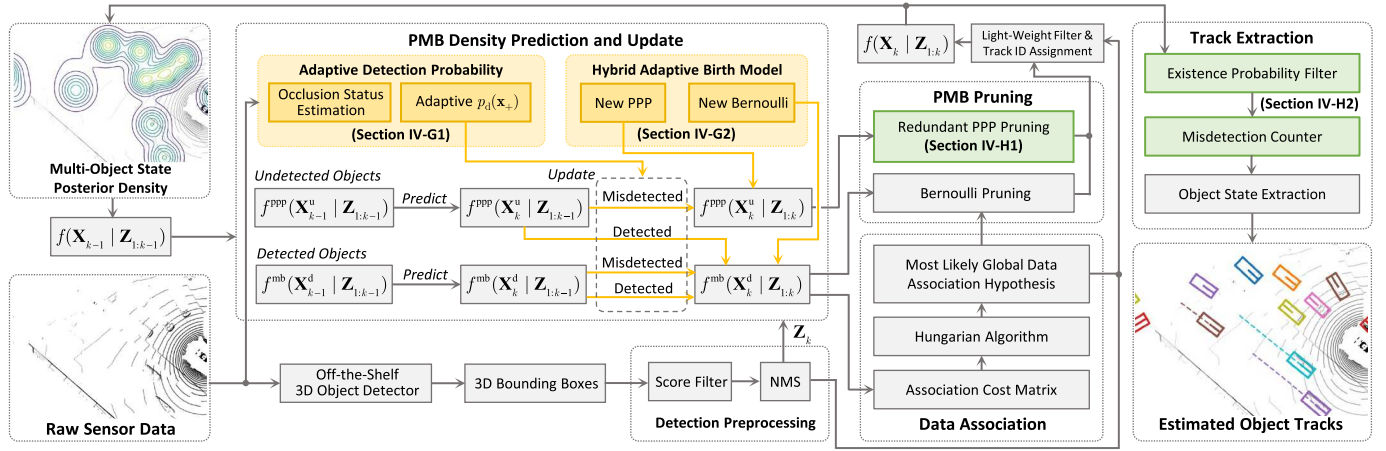 Multi-Object State
Posterior Density
f(X_{k−1} | Z_{1:k−1})
Raw Sensor Data
PMB Density Prediction and Update
Adaptive Detection Probability
Occlusion Status
Estimation
Adaptive p_d(x_+)
(Section IV-G1)
Hybrid Adaptive Birth Model
New PPP
New Bernoulli
(Section IV-G2)
Undetected Objects
Update
f^{ppp}(X^u_{k−1} | Z_{1:k−1})
Predict
f^{ppp}(X^u_k | Z_{1:k−1})
Misdetected
f^{ppp}(X^u_k | Z_{1:k})
Detected
Detected Objects
f^{mb}(X^d_{k−1} | Z_{1:k−1})
Predict
f^{mb}(X^d_k | Z_{1:k−1})
Misdetected
Detected
f^{mb}(X^d_k | Z_{1:k})
Z_k
Off-the-Shelf
3D Object Detector
3D Bounding Boxes
Score Filter
NMS
Detection Preprocessing
f(X_k | Z_{1:k})
Light-Weight Filter &
Track ID Assignment
PMB Pruning
Redundant PPP Pruning
(Section IV-H1)
Bernoulli Pruning
Most Likely Global Data
Association Hypothesis
Hungarian Algorithm
Association Cost Matrix
Data Association
Track Extraction
Existence Probability Filter
(Section IV-H2)
Misdetection Counter
Object State Extraction
Estimated Object Tracks